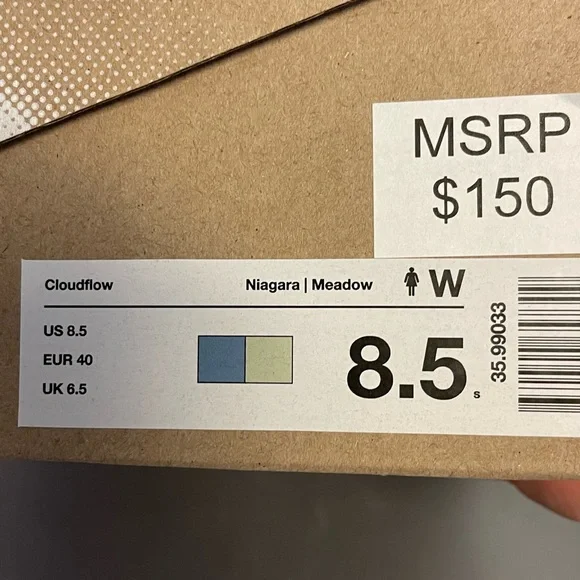 MSRP
$150
Cloudflow
Niagara | Meadow
W
US 8.5
EUR 40
UK 6.5
8.5
s
35.99033